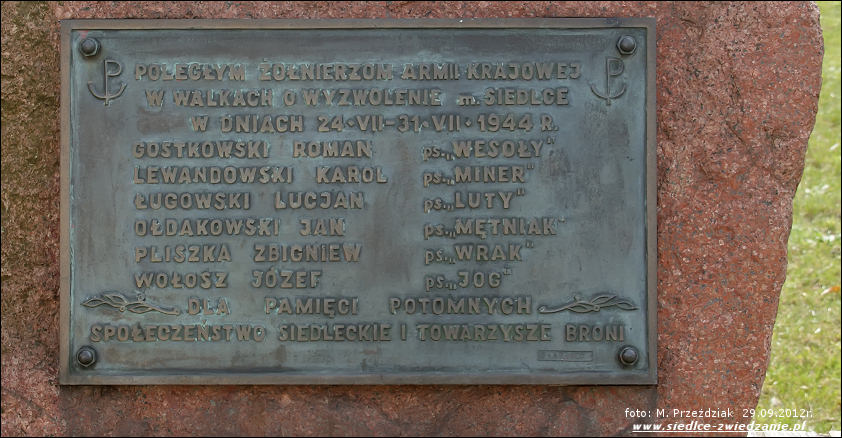 POLEGŁYM ŻOŁNIERZOM ARMII KRAJOWEJ
W WALKACH O WYZWOLENIE m. SIEDLCE
W DNIACH 24-VII-31-VII-1944 R.
GOSTKOWSKI ROMAN ps.„WESOŁY”
LEWANDOWSKI KAROL ps.„MINER”
ŁUGOWSKI LUCJAN ps.„LUTY”
OŁDAKOWSKI JAN ps.„MĘTNIAK”
PLISZKA ZBIGNIEW ps.„WRAK”
WOŁOSZ JÓZEF ps.„JOG”
DLA PAMIĘCI POTOMNYCH
SPOŁECZEŃSTWO SIEDLECKIE I TOWARZYSZE BRONI
foto: M. Przeździak 29.09.2012r.
www.siedlce-zwiedzanie.pl